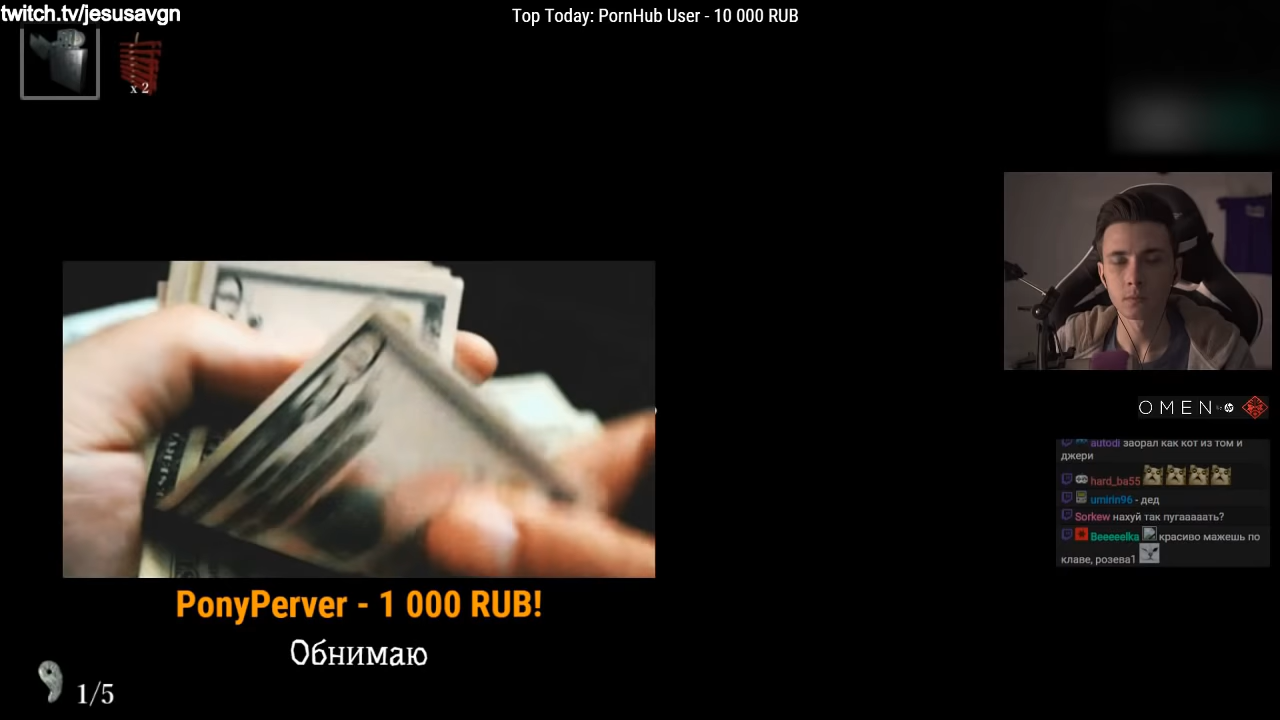 twitch.tv/jesusavgn
Top Today: PornHub User - 10 000 RUB
x 2
OMEN
autodi заорал как кот из том и
джери
hard_ba55
umirin96 - дед
Sorkew нахуй так пугааааать?
Beeeeelka красиво мажешь по
клаве, розева1
PonyPerver - 1 000 RUB!
Обнимаю
1/5